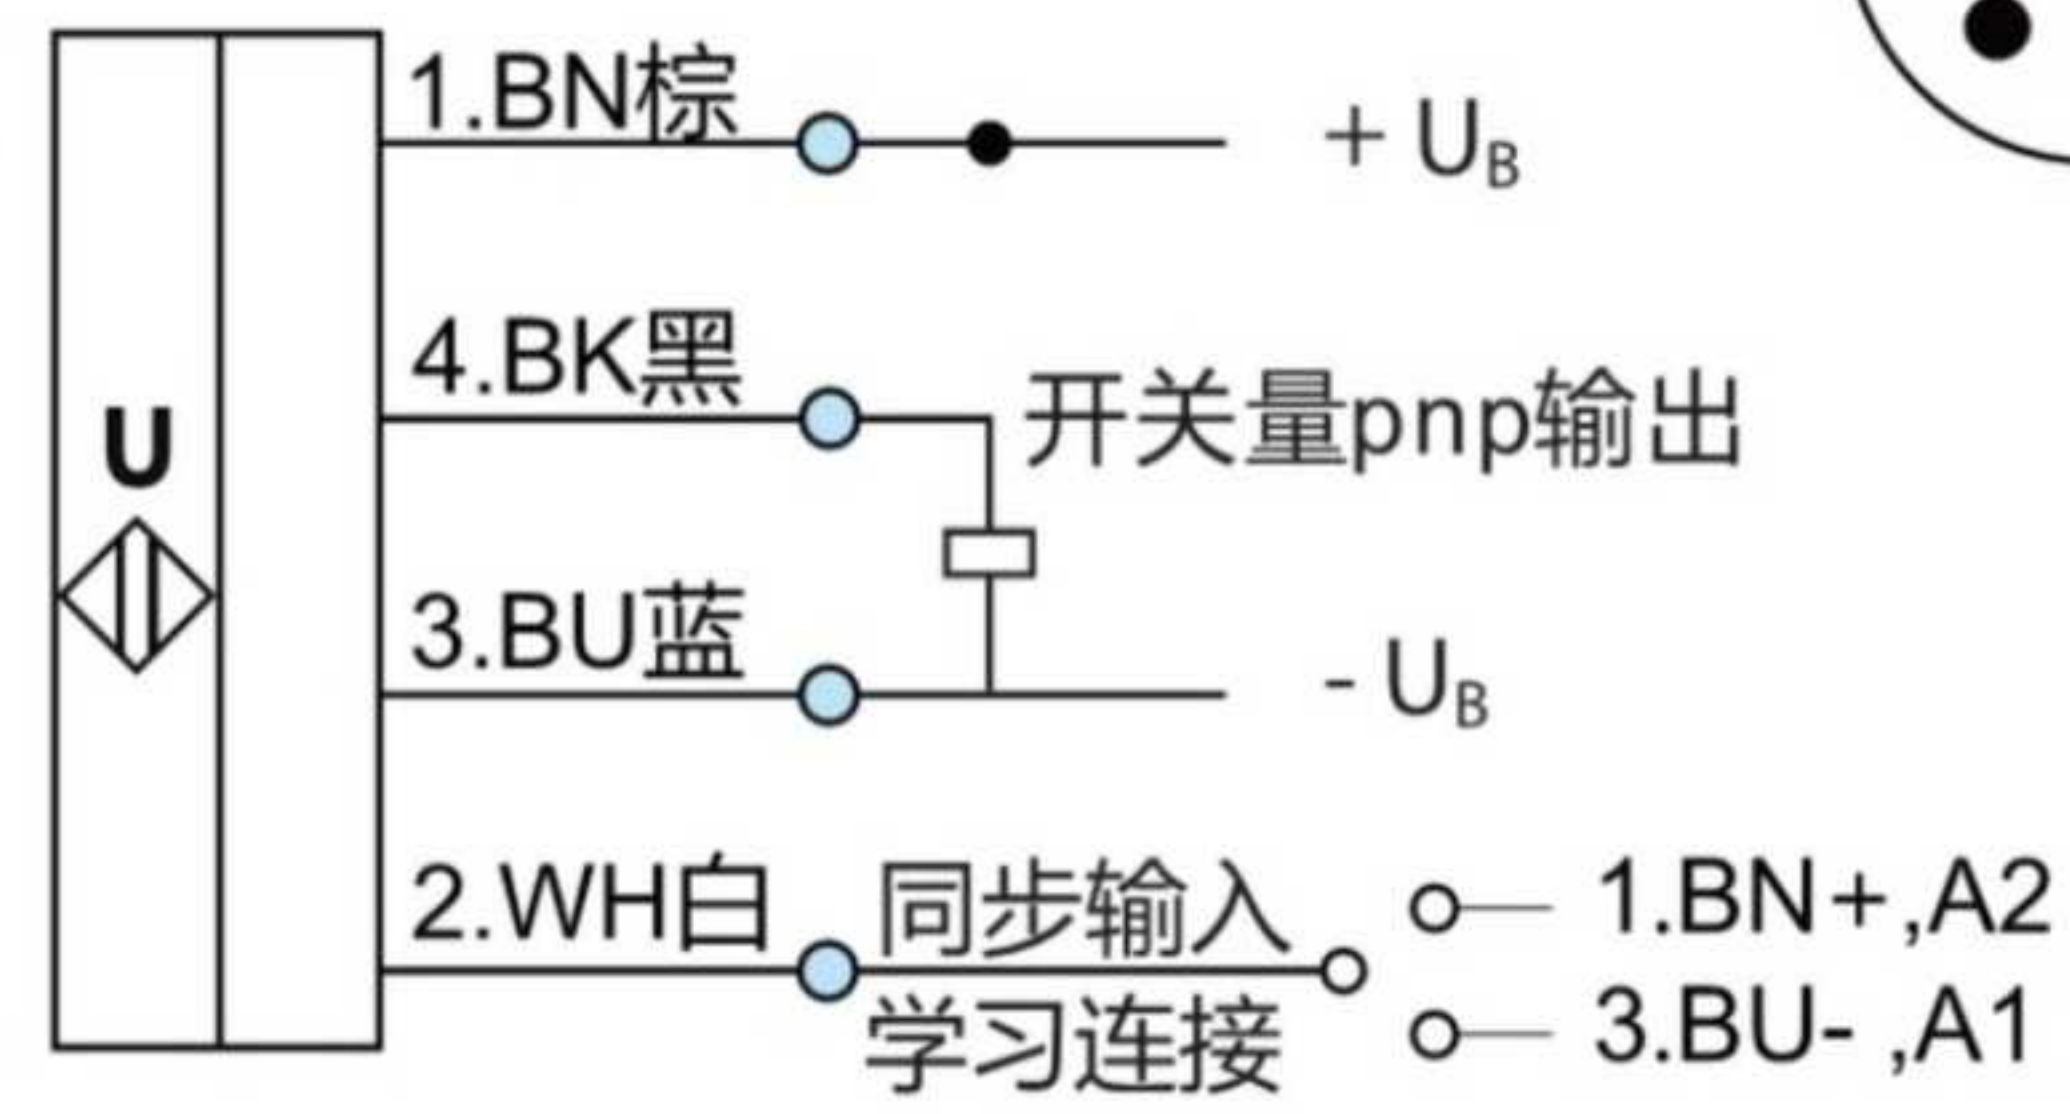 1.BN棕
+ UB
4.BK黑
开关量pnp输出
U
3.BU蓝
- UB
2.WH白
同步输入
学习连接
1.BN+,A2
3.BU- ,A1